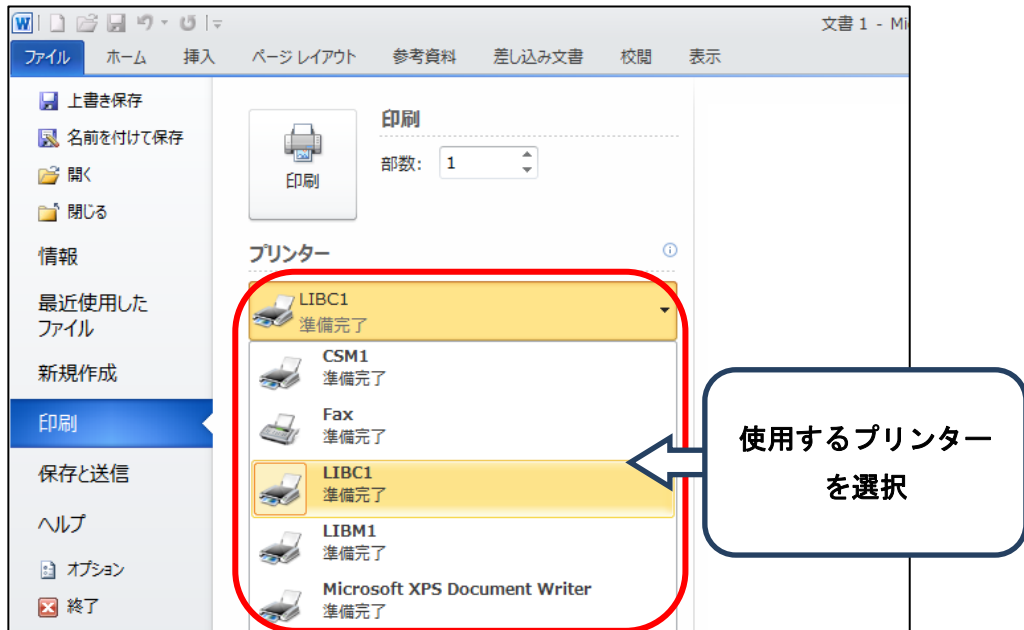 文書 1 - Mi
ファイル ホーム 挿入 ページ レイアウト 参考資料 差し込み文書 校閲 表示
上書き保存
名前を付けて保存
開く
閉じる
情報
最近使用した
ファイル
新規作成
印刷
保存と送信
ヘルプ
オプション
終了
印刷
印刷
部数: 1
プリンター
LIBC1
準備完了
CSM1
準備完了
Fax
準備完了
LIBC1
準備完了
LIBM1
準備完了
Microsoft XPS Document Writer
準備完了
使用するプリンター
を選択